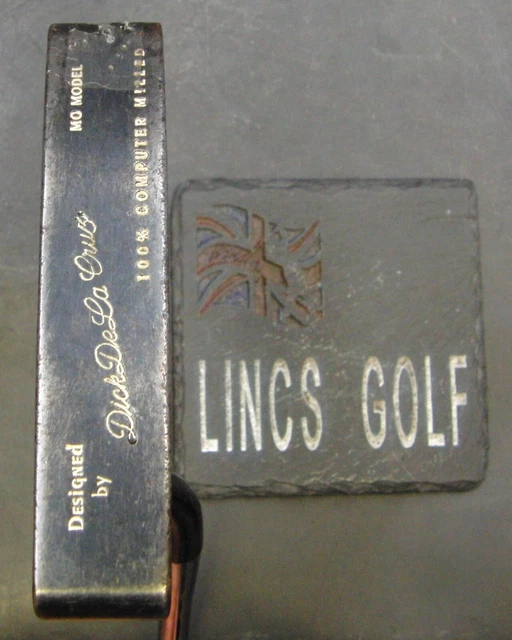 Designed
by
Dick De La Cruz
MO MODEL
100% COMPUTER MILLED
LINCS GOLF